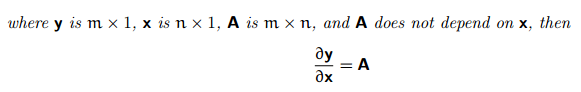 where y is m × 1, x is n × 1, A is m × n, and A does not depend on x, then
∂y/∂x = A